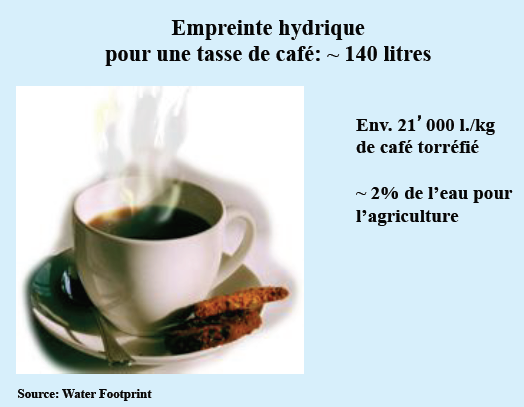 Empreinte hydrique
pour une tasse de café: ~ 140 litres
Env. 21’ 000 l./kg
de café torréfié
~ 2% de l’eau pour
l’agriculture
Source: Water Footprint